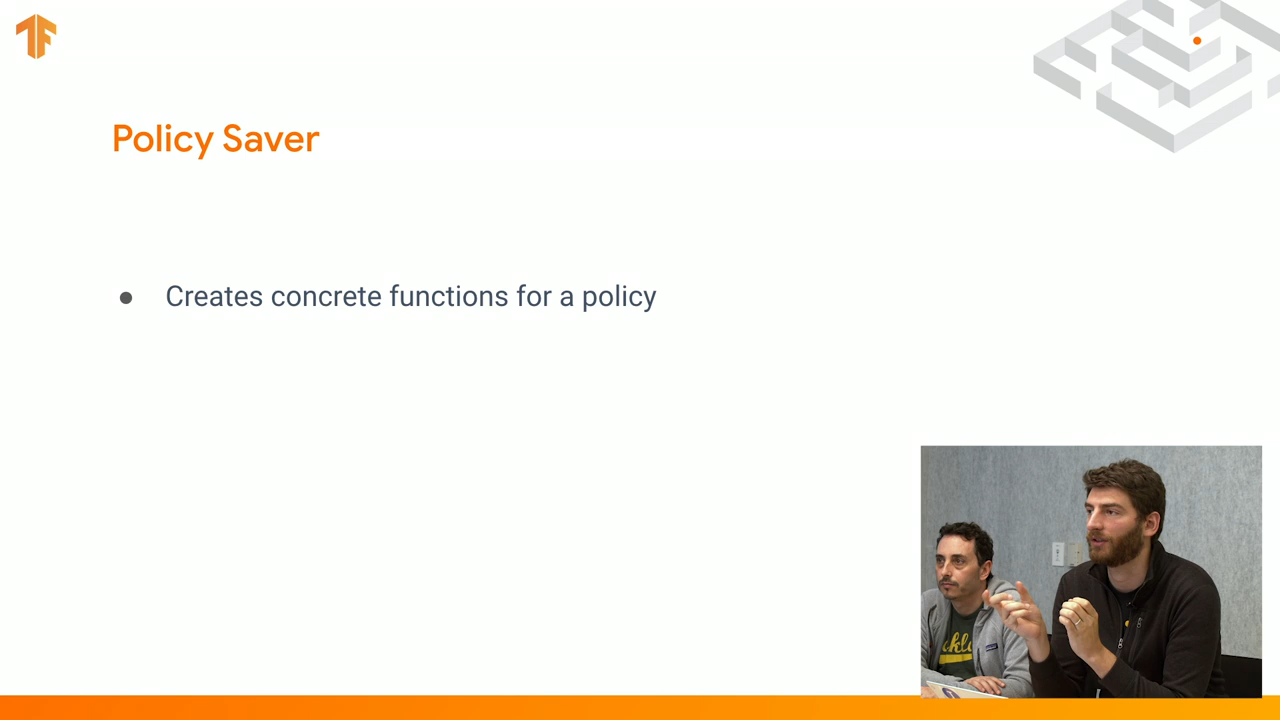 Policy Saver
● Creates concrete functions for a policy